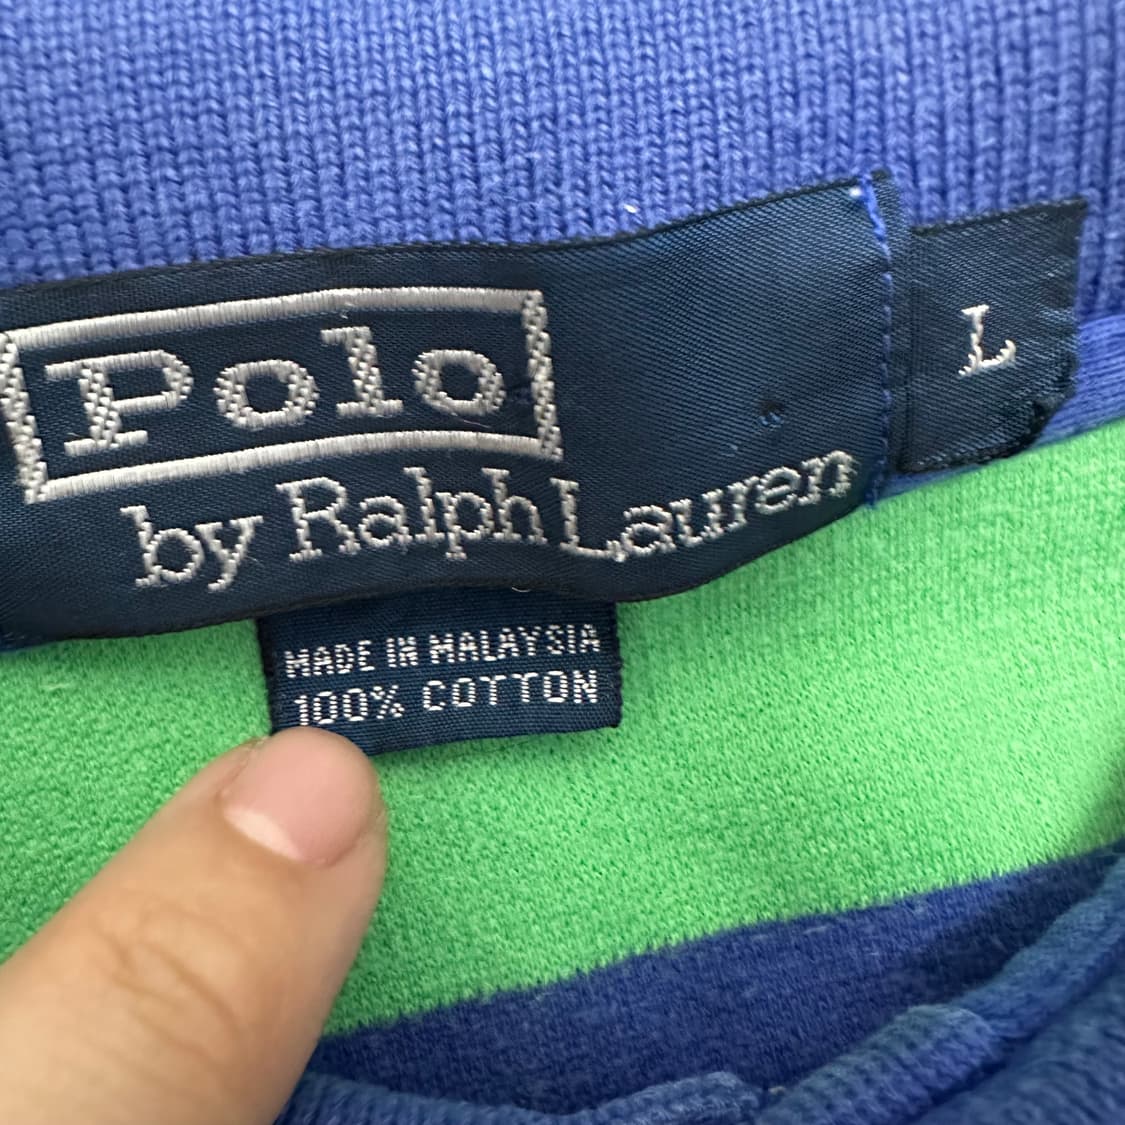 Polo
by Ralph Lauren
L
MADE IN MALAYSIA
100% COTTON